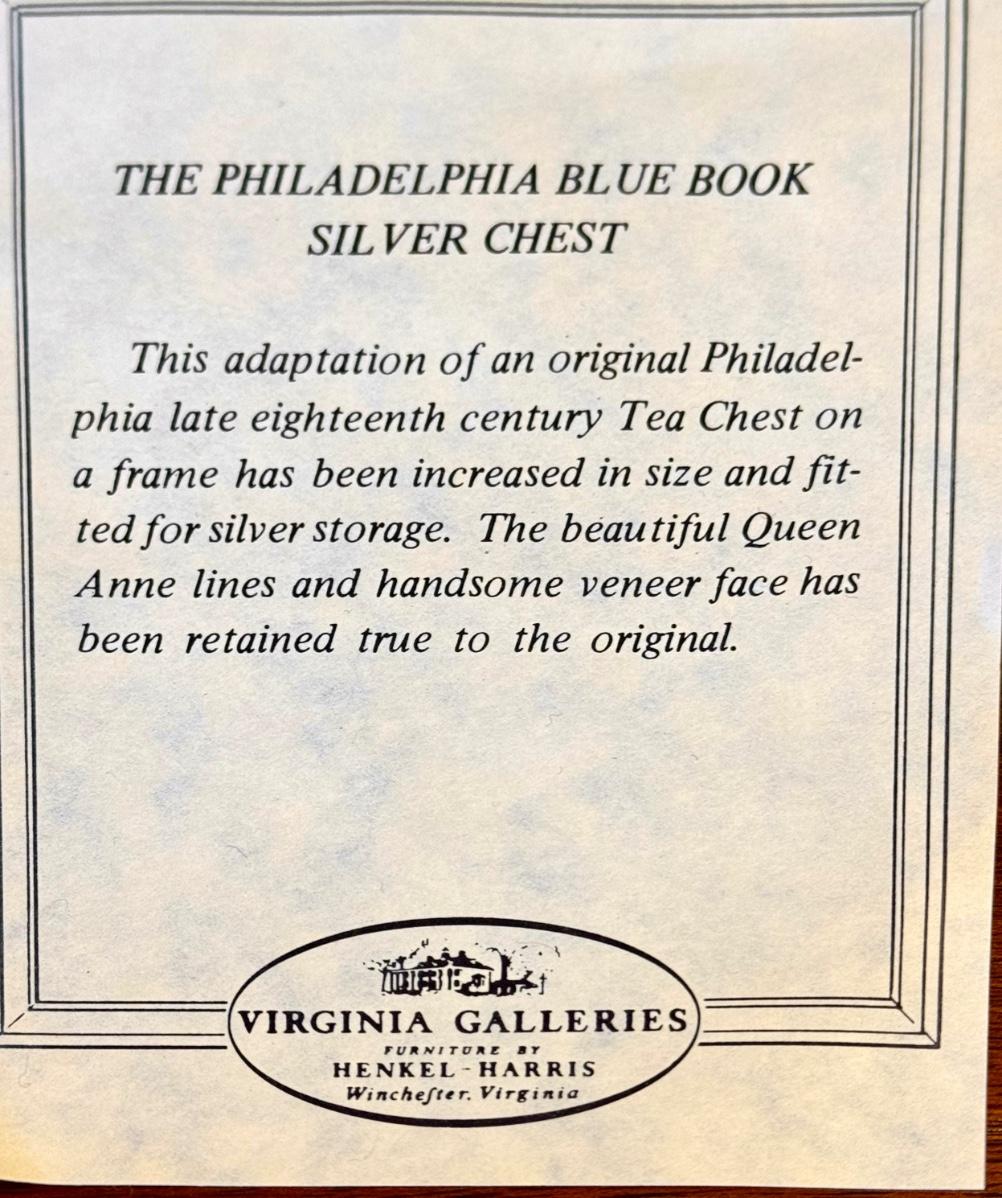 THE PHILADELPHIA BLUE BOOK
SILVER CHEST
This adaptation of an original Philadel-
phia late eighteenth century Tea Chest on
a frame has been increased in size and fit-
ted for silver storage. The beautiful Queen
Anne lines and handsome veneer face has
been retained true to the original.
VIRGINIA GALLERIES
FURNITURE BY
HENKEL-HARRIS
Wincheſter, Virginia